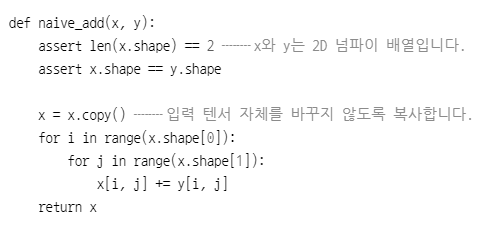 def naive_add(x, y):
    assert len(x.shape) == 2 -------- x와 y는 2D 넘파이 배열입니다.
    assert x.shape == y.shape
    x = x.copy() -------- 입력 텐서 자체를 바꾸지 않도록 복사합니다.
    for i in range(x.shape[0]):
        for j in range(x.shape[1]):
            x[i, j] += y[i, j]
    return x